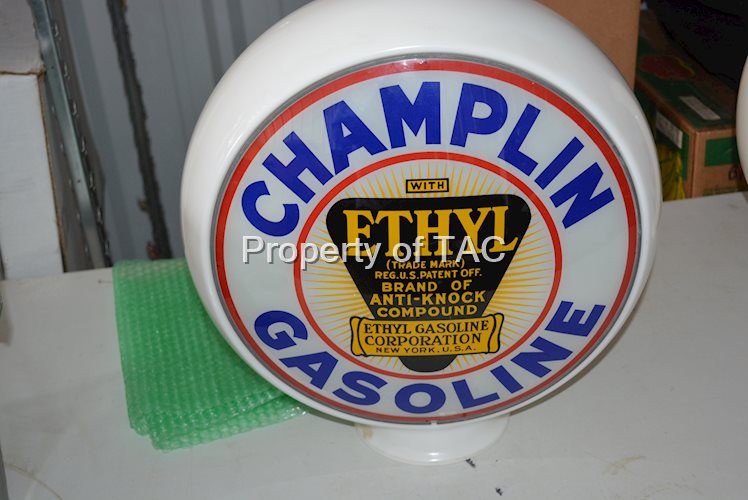 CHAMPLIN
WITH
ETHYL
Property of TAC
(TRADE MARK)
REG.U.S.PATENT OFF.
BRAND OF
ANTI-KNOCK
COMPOUND
ETHYL GASOLINE
CORPORATION
NEW YORK. U.S.A.
GASOLINE